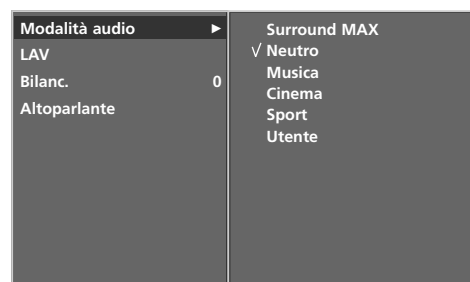 Modalità audio ►
LAV
Bilanc. 0
Altoparlante
Surround MAX
√ Neutro
Musica
Cinema
Sport
Utente